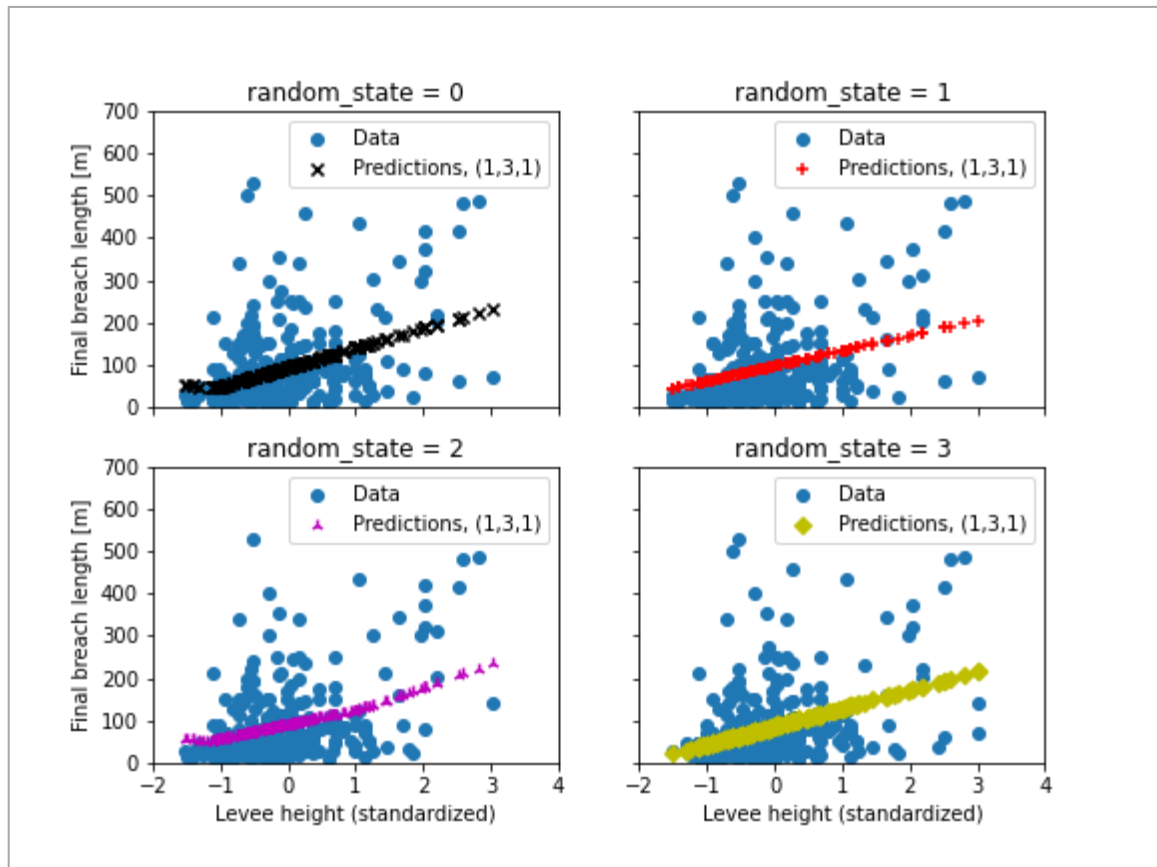 random_state = 0
700
600
500
400
300
200
100
0
Final breach length [m]
Data
Predictions, (1,3,1)
random_state = 1
Data
Predictions, (1,3,1)
random_state = 2
700
600
500
400
300
200
100
0
Final breach length [m]
Data
Predictions, (1,3,1)
−2 −1 0 1 2 3 4
Levee height (standardized)
random_state = 3
Data
Predictions, (1,3,1)
−2 −1 0 1 2 3 4
Levee height (standardized)